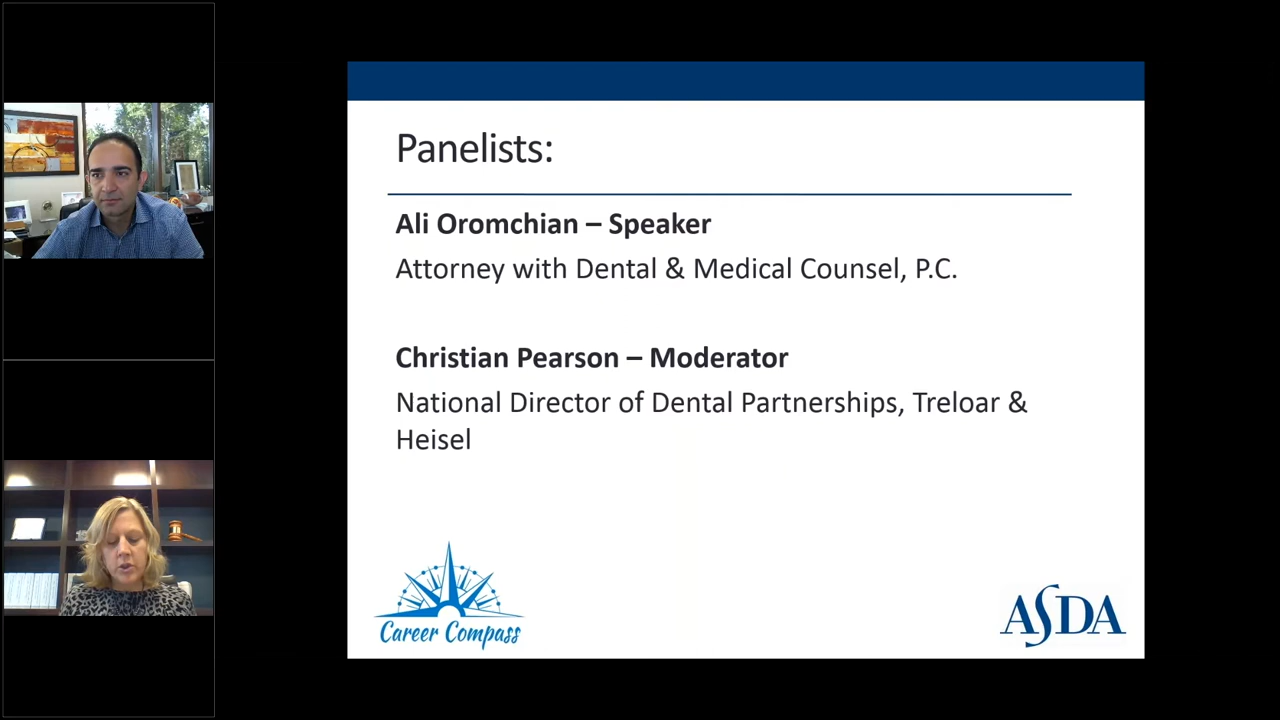 Panelists:
Ali Oromchian – Speaker
Attorney with Dental & Medical Counsel, P.C.
Christian Pearson – Moderator
National Director of Dental Partnerships, Treloar &
Heisel
Career Compass
ASDA